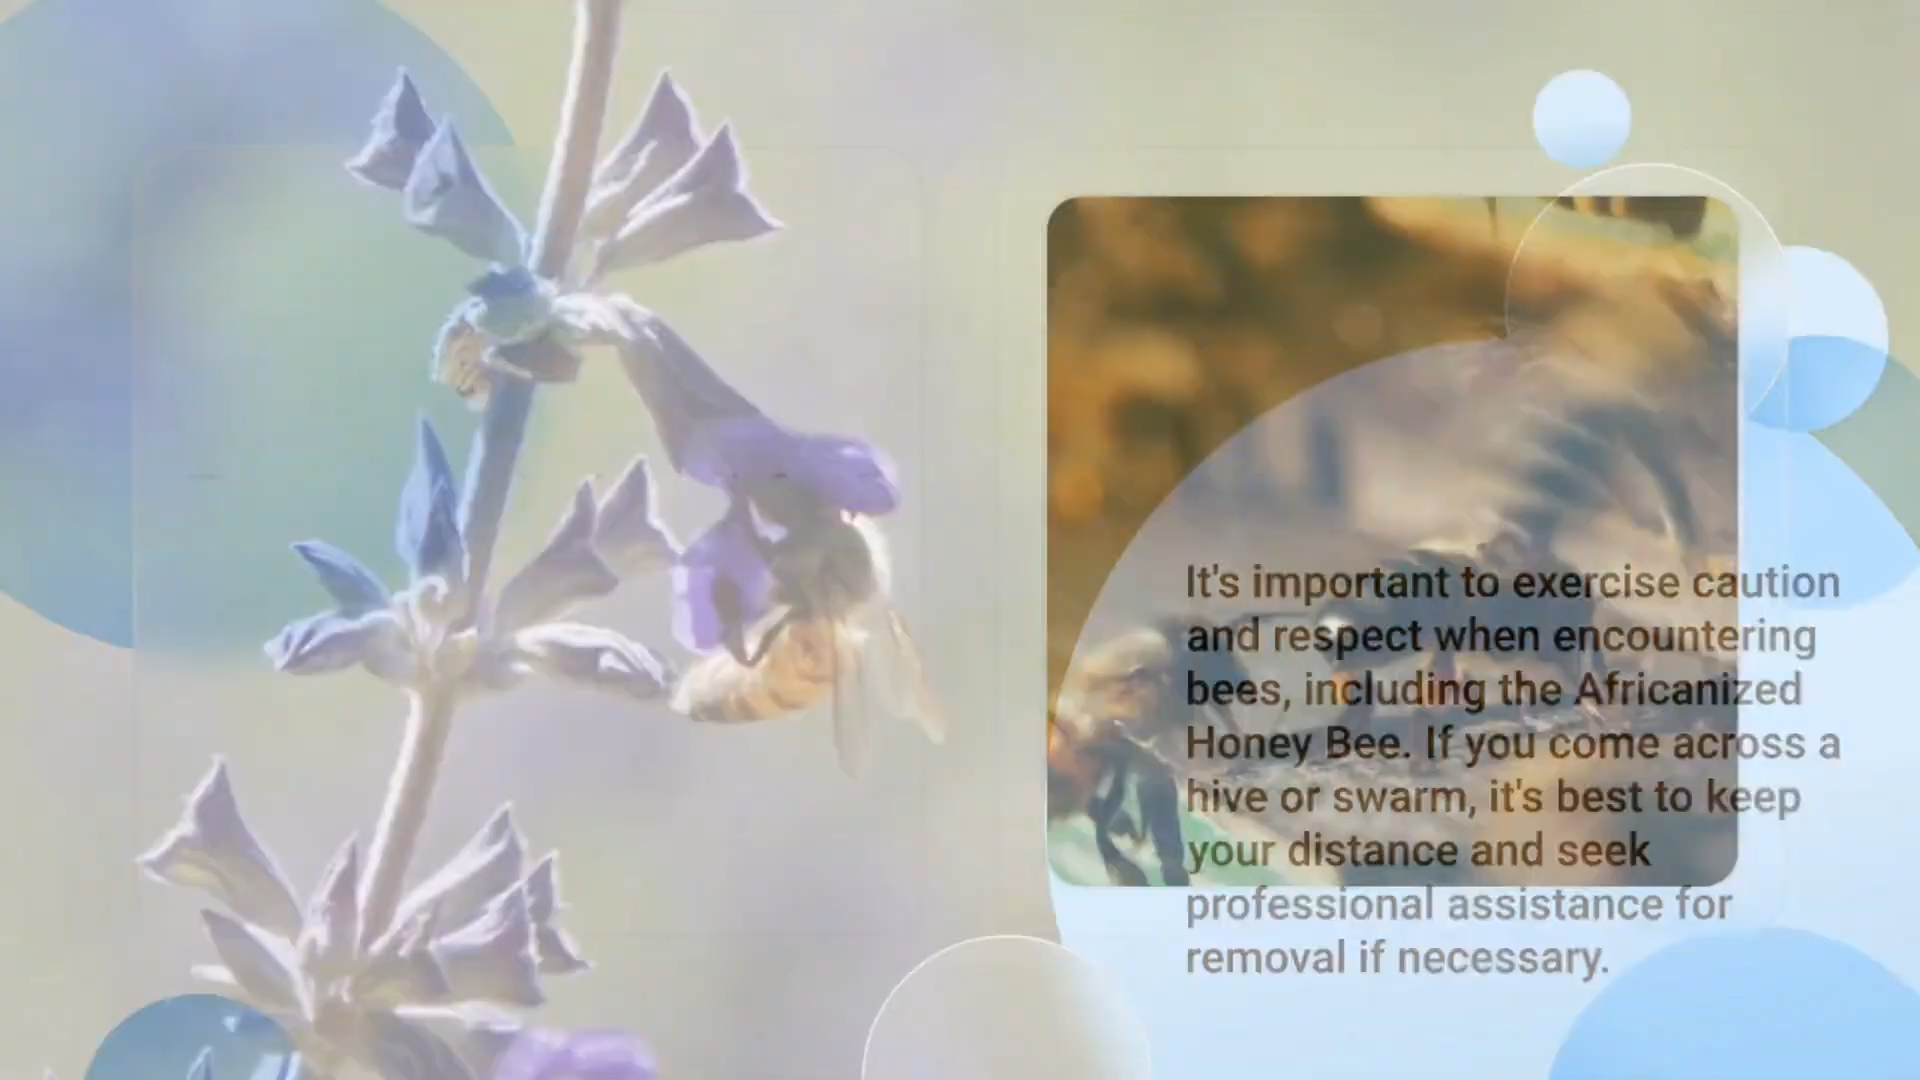 It's important to exercise caution
and respect when encountering
bees, including the Africanized
Honey Bee. If you come across a
hive or swarm, it's best to keep
your distance and seek
professional assistance for
removal if necessary.